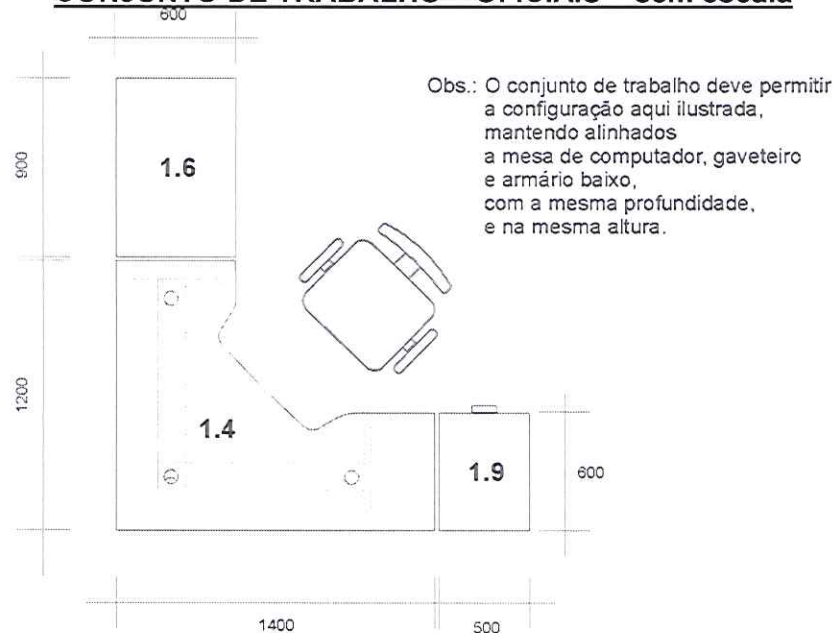 600
Obs.: O conjunto de trabalho deve permitir
a configuração aqui ilustrada,
mantendo alinhados
a mesa de computador, gaveteiro
e armário baixo,
com a mesma profundidade,
e na mesma altura.
900
1.6
1200
1.4
1.9
600
1400
500